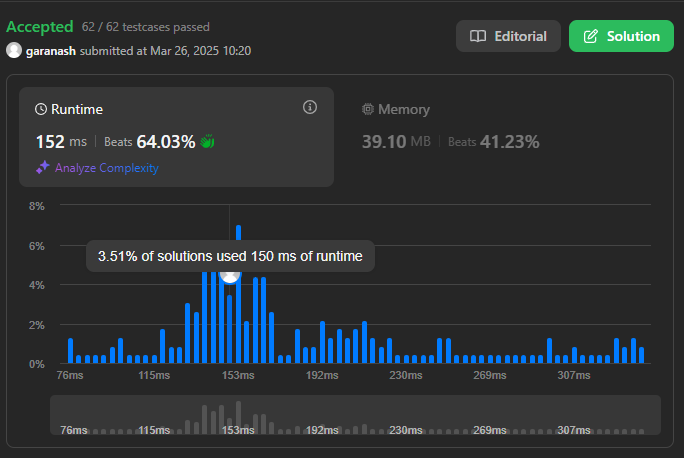 Accepted 62 / 62 testcases passed
garanash submitted at Mar 26, 2025 10:20
Editorial
Solution
Runtime
152 ms Beats 64.03%
Analyze Complexity
Memory
39.10 MB Beats 41.23%
8%
6%
4%
2%
0%
3.51% of solutions used 150 ms of runtime
76ms 115ms 153ms 192ms 230ms 269ms 307ms
76ms 115ms 153ms 192ms 230ms 269ms 307ms